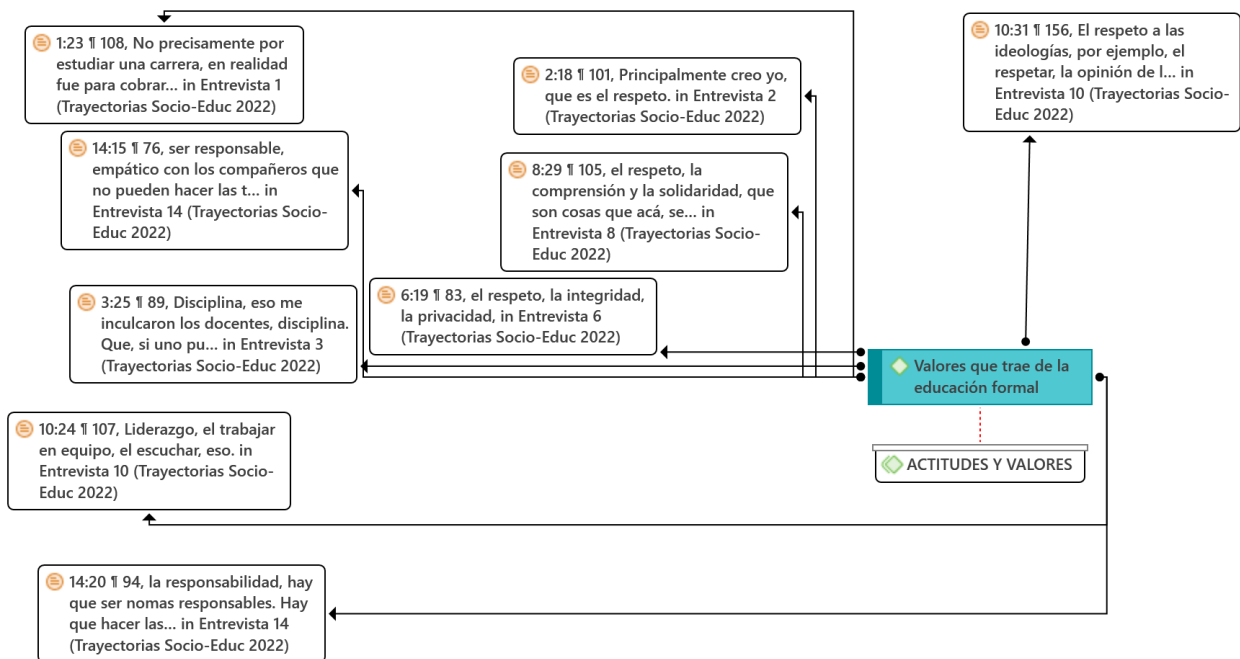 1:23 ¶ 108, No precisamente por
estudiar una carrera, en realidad
fue para cobrar... in Entrevista 1
(Trayectorias Socio-Educ 2022)
10:31 ¶ 156, El respeto a las
ideologías, por ejemplo, el
respetar, la opinión de l... in
Entrevista 10 (Trayectorias Socio-
Educ 2022)
2:18 ¶ 101, Principalmente creo yo,
que es el respeto. in Entrevista 2
(Trayectorias Socio-Educ 2022)
14:15 ¶ 76, ser responsable,
empático con los compañeros que
no pueden hacer las t... in
Entrevista 14 (Trayectorias Socio-
Educ 2022)
8:29 ¶ 105, el respeto, la
comprensión y la solidaridad, que
son cosas que acá, se... in
Entrevista 8 (Trayectorias Socio-
Educ 2022)
3:25 ¶ 89, Disciplina, eso me
inculcaron los docentes, disciplina.
Que, si uno pu... in Entrevista 3
(Trayectorias Socio-Educ 2022)
6:19 ¶ 83, el respeto, la integridad,
la privacidad, in Entrevista 6
(Trayectorias Socio-Educ 2022)
Valores que trae de la
educación formal
ACTITUDES Y VALORES
10:24 ¶ 107, Liderazgo, el trabajar
en equipo, el escuchar, eso. in
Entrevista 10 (Trayectorias Socio-
Educ 2022)
14:20 ¶ 94, la responsabilidad, hay
que ser nomas responsables. Hay
que hacer las... in Entrevista 14
(Trayectorias Socio-Educ 2022)